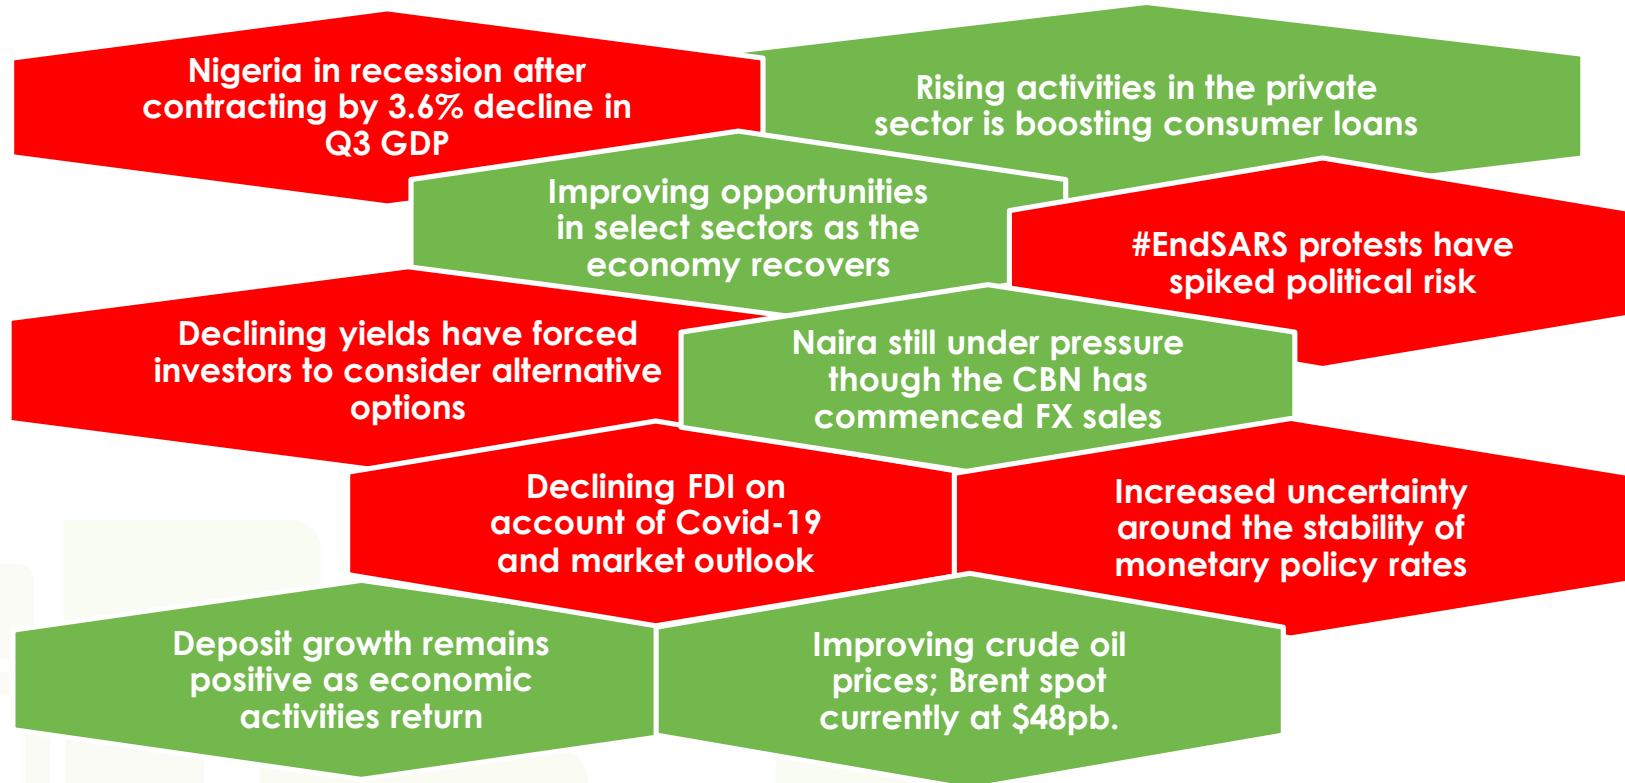 Nigeria in recession after
contracting by 3.6% decline in
Q3 GDP
Rising activities in the private
sector is boosting consumer loans
Improving opportunities
in select sectors as the
economy recovers
#EndSARS protests have
spiked political risk
Declining yields have forced
investors to consider alternative
options
Naira still under pressure
though the CBN has
commenced FX sales
Declining FDI on
account of Covid-19
and market outlook
Increased uncertainty
around the stability of
monetary policy rates
Deposit growth remains
positive as economic
activities return
Improving crude oil
prices; Brent spot
currently at $48pb.